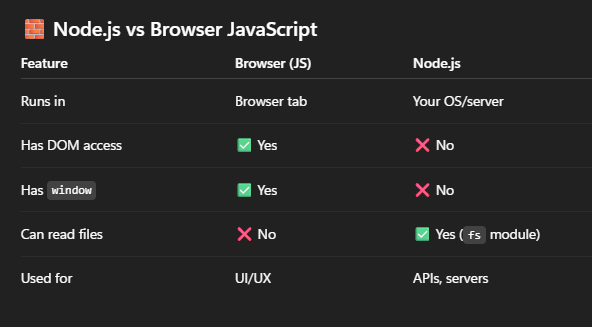 🧱 Node.js vs Browser JavaScript
Feature Browser (JS) Node.js
Runs in Browser tab Your OS/server
Has DOM access ✅ Yes ❌ No
Has window ✅ Yes ❌ No
Can read files ❌ No ✅ Yes (fs module)
Used for UI/UX APIs, servers